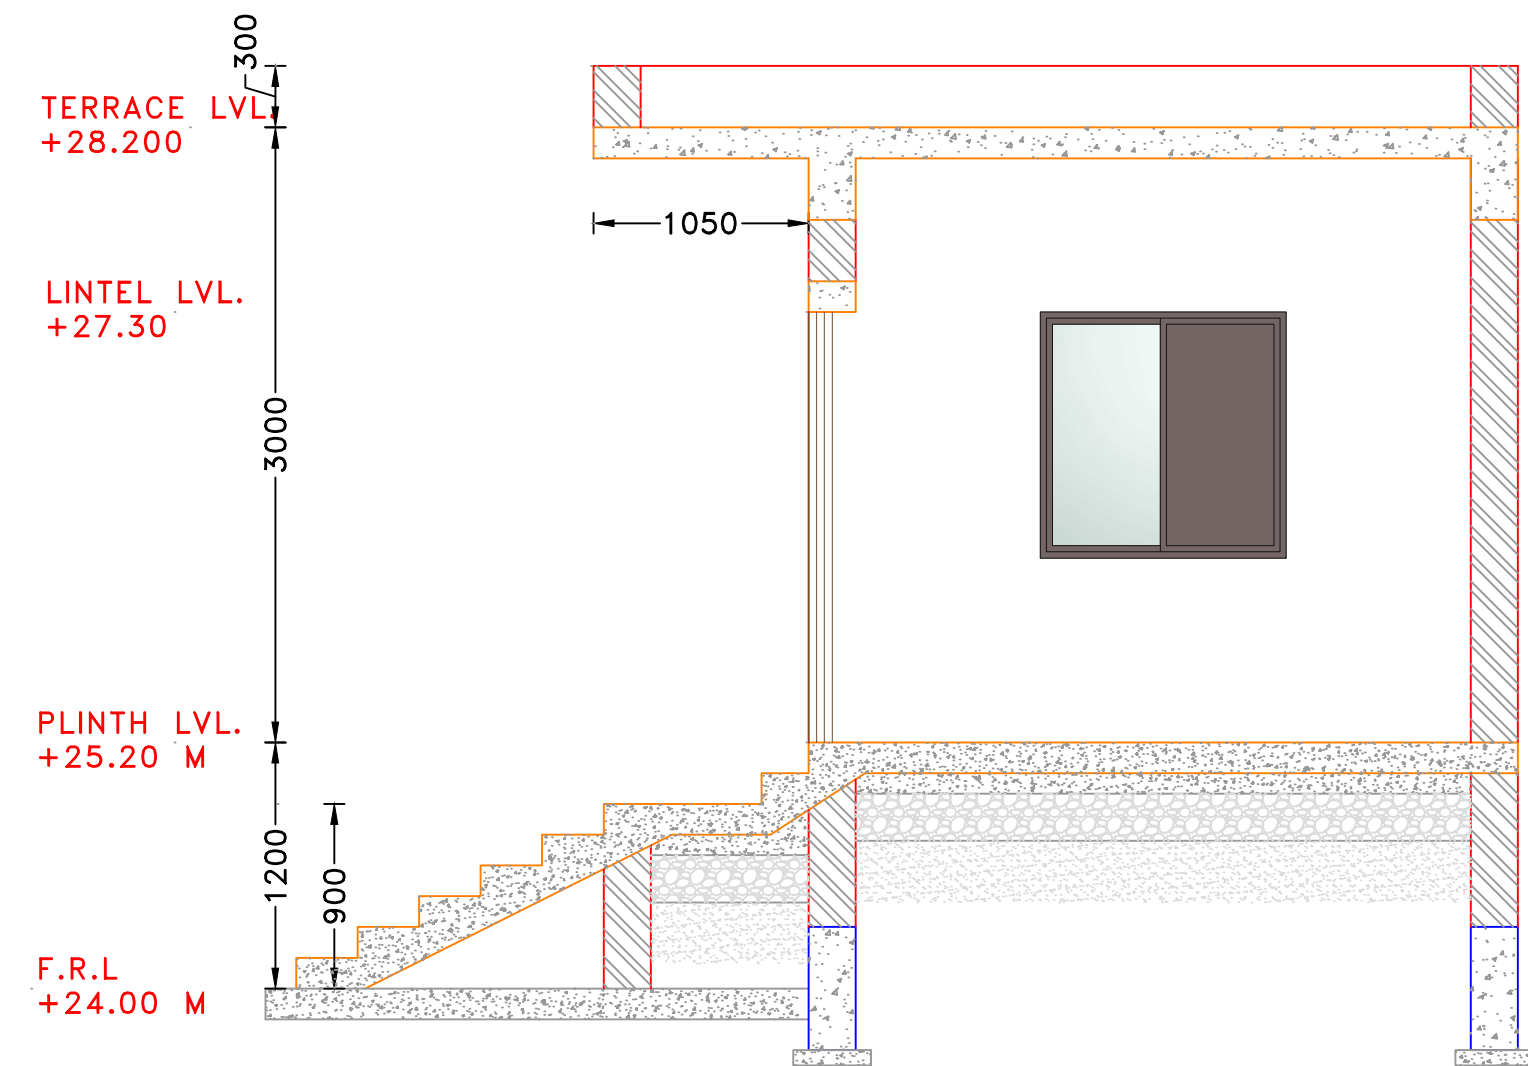 300
TERRACE LVL.
+28.200
1050
LINTEL LVL.
+27.30
3000
PLINTH LVL.
+25.20 M
1200
900
F.R.L
+24.00 M